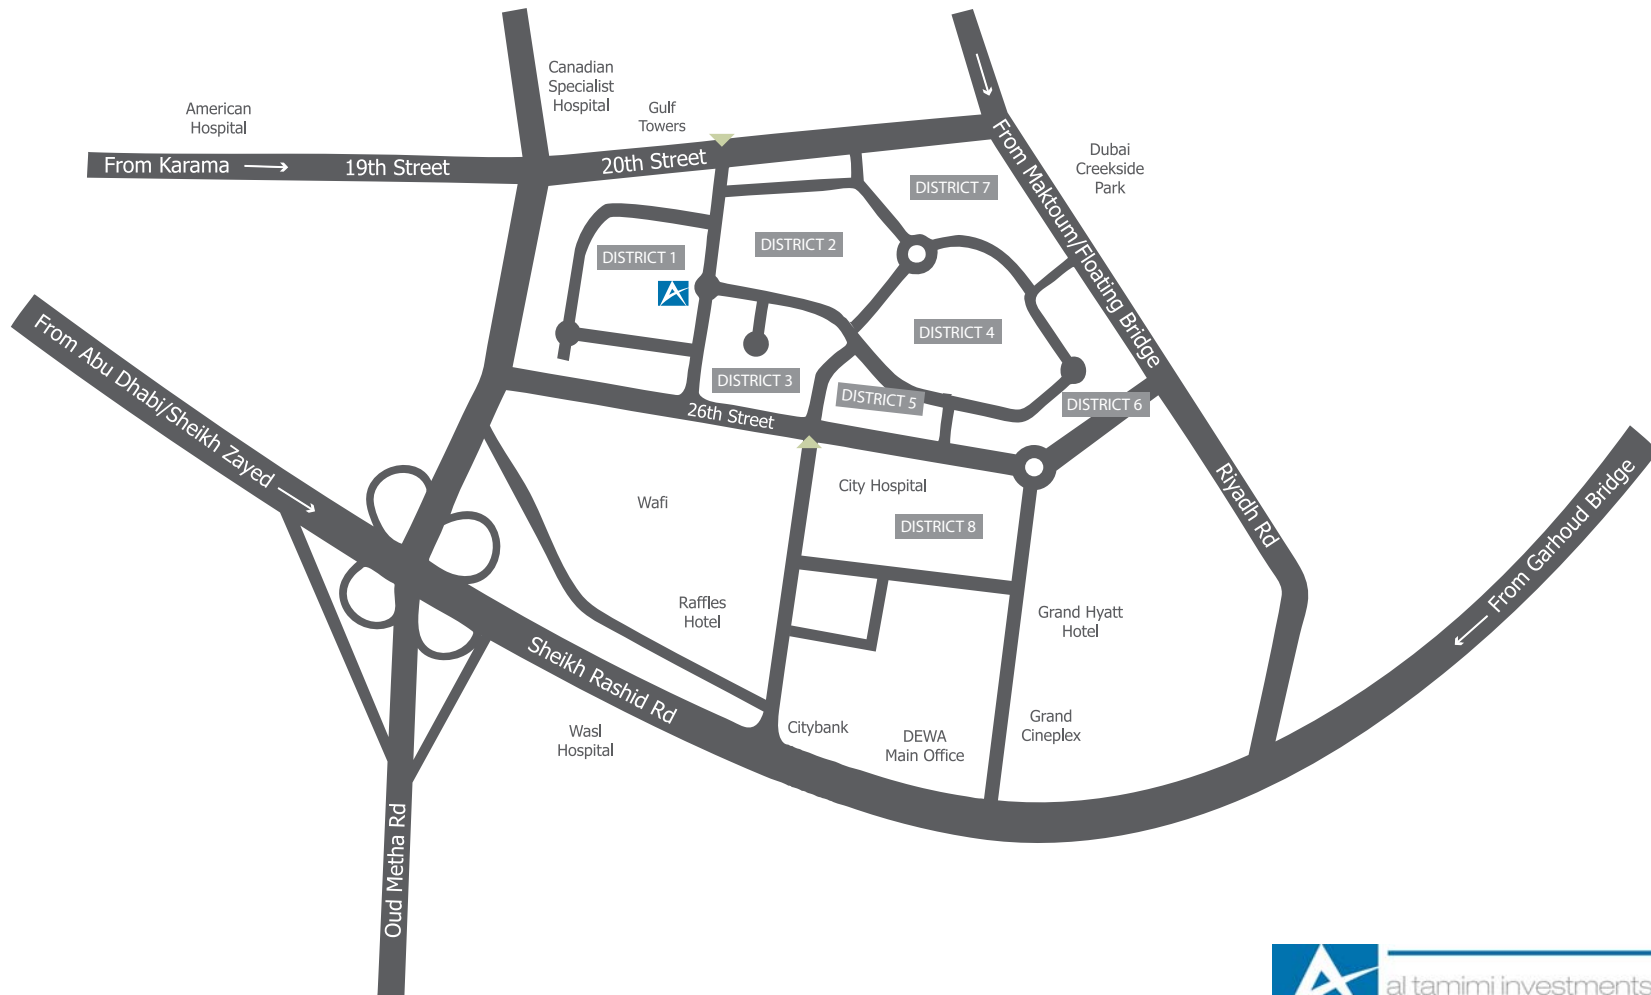 Canadian
Specialist
Hospital
American
Hospital
Gulf
Towers
From Karama
19th Street
20th Street
From Maktoum/Floating Bridge
Dubai
Creekside
Park
DISTRICT 7
DISTRICT 2
DISTRICT 1
DISTRICT 4
DISTRICT 3
DISTRICT 5
DISTRICT 6
26th Street
From Abu Dhabi/Sheikh Zayed
Wafi
City Hospital
DISTRICT 8
Riyadh Rd
From Garhoud Bridge
Raffles
Hotel
Grand Hyatt
Hotel
Sheikh Rashid Rd
Wasl
Hospital
Citybank
DEWA
Main Office
Grand
Cineplex
Oud Metha Rd
al tamimi investments